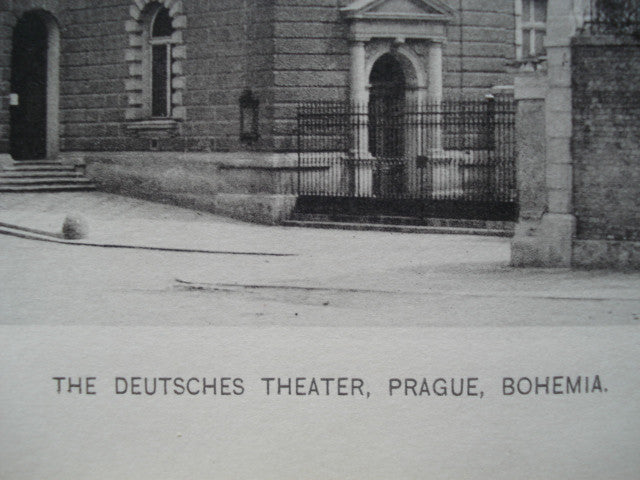 THE DEUTSCHES THEATER, PRAGUE, BOHEMIA.